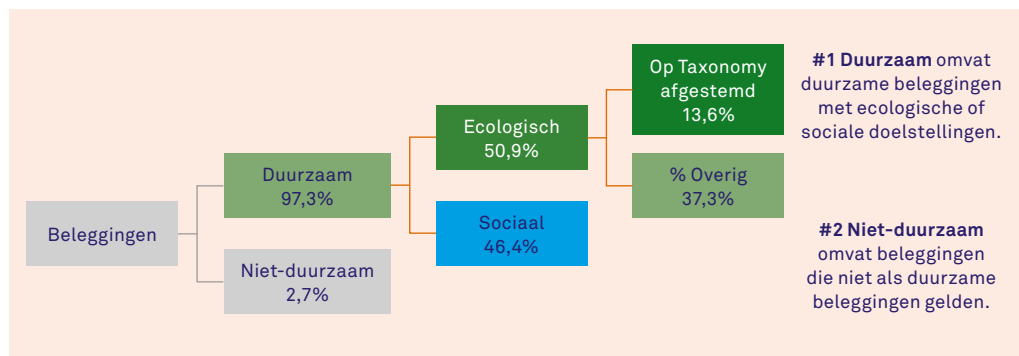 Beleggingen
Duurzaam
97,3%
Niet-duurzaam
2,7%
Ecologisch
50,9%
Sociaal
46,4%
Op Taxonomy
afgestemd
13,6%
% Overig
37,3%
#1 Duurzaam omvat
duurzame beleggingen
met ecologische of
sociale doelstellingen.
#2 Niet-duurzaam
omvat beleggingen
die niet als duurzame
beleggingen gelden.